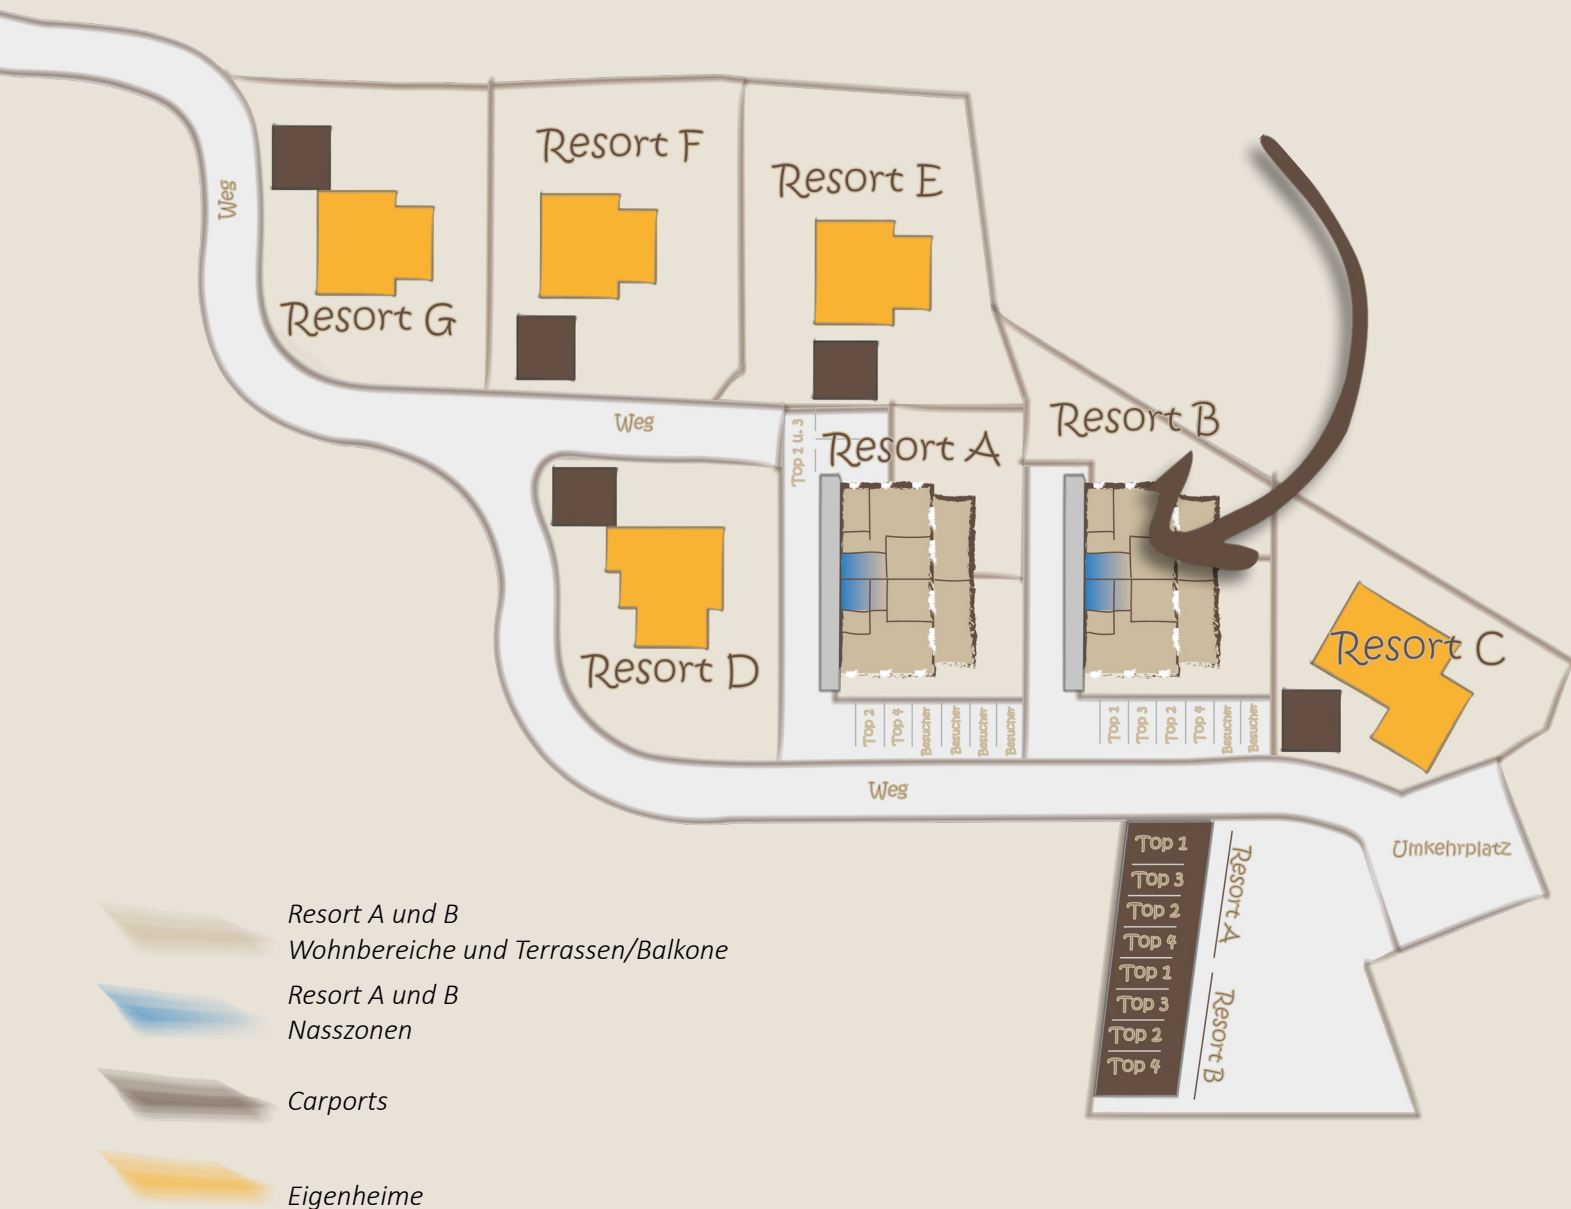 Resort F
Resort E
Weg
Resort G
Resort B
Weg
Top 1 u. 3
Resort A
Resort C
Resort D
Top 2
Top 4
Besucher
Besucher
Besucher
Besucher
Top 1
Top 3
Top 2
Top 4
Besucher
Besucher
Weg
Umkehrplatz
Top 1
Top 3
Top 2
Top 4
Top 1
Top 3
Top 2
Top 4
Resort A
Resort B
Resort A und B
Wohnbereiche und Terrassen/Balkone
Resort A und B
Nasszonen
Carports
Eigenheime